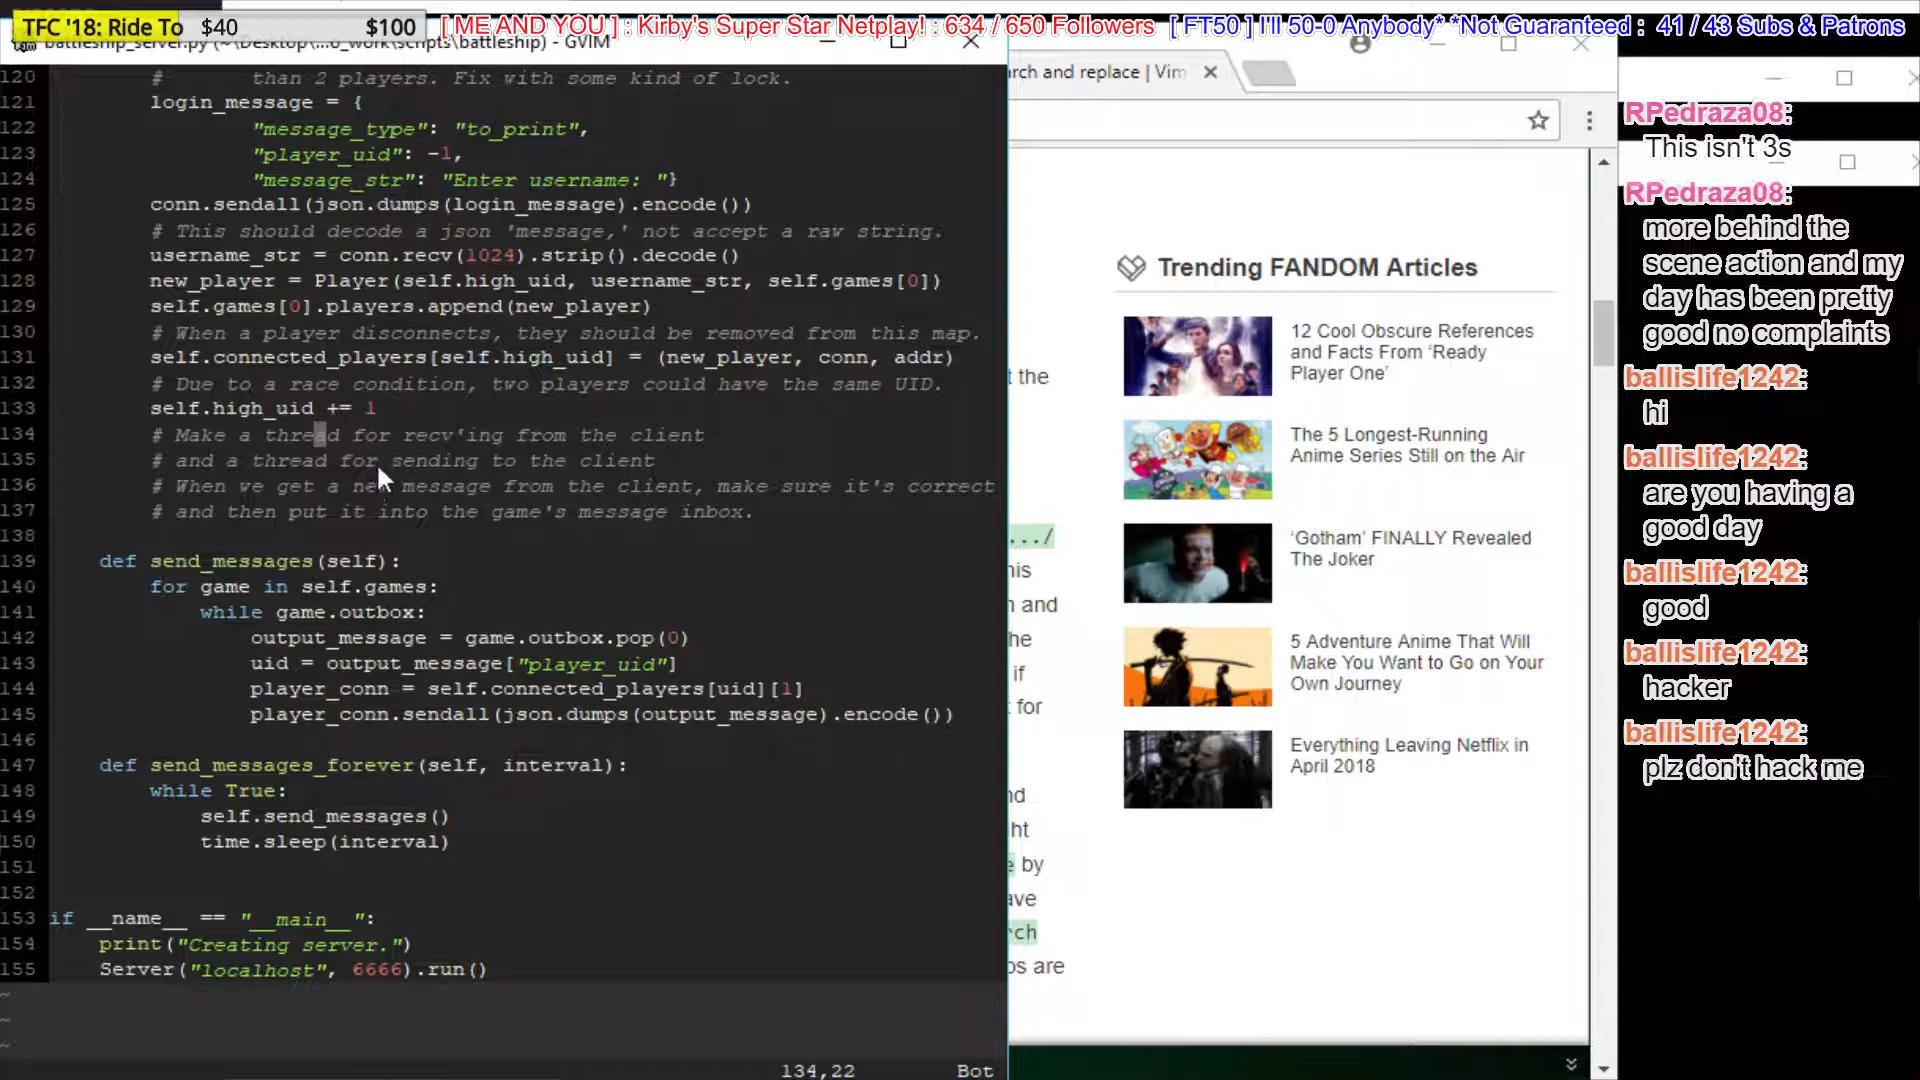 TFC '18: Ride To $40 $100
[ ME AND YOU ] : Kirby's Super Star Netplay! : 634 / 650 Followers [ FT50 ] I'll 50-0 Anybody* *Not Guaranteed : 41 / 43 Subs & Patrons
battleship_server.py (~\Desktop\...o_work\scripts\battleship) - GVIM
120 # than 2 players. Fix with some kind of lock.
121 login_message = {
122 "message_type": "to_print",
123 "player_uid": -1,
124 "message_str": "Enter username: "}
125 conn.sendall(json.dumps(login_message).encode())
126 # This should decode a json 'message,' not accept a raw string.
127 username_str = conn.recv(1024).strip().decode()
128 new_player = Player(self.high_uid, username_str, self.games[0])
129 self.games[0].players.append(new_player)
130 # When a player disconnects, they should be removed from this map.
131 self.connected_players[self.high_uid] = (new_player, conn, addr)
132 # Due to a race condition, two players could have the same UID.
133 self.high_uid += 1
134 # Make a thread for recv'ing from the client
135 # and a thread for sending to the client
136 # When we get a new message from the client, make sure it's correct
137 # and then put it into the game's message inbox.
138
139 def send_messages(self):
140 for game in self.games:
141 while game.outbox:
142 output_message = game.outbox.pop(0)
143 uid = output_message["player_uid"]
144 player_conn = self.connected_players[uid][1]
145 player_conn.sendall(json.dumps(output_message).encode())
146
147 def send_messages_forever(self, interval):
148 while True:
149 self.send_messages()
150 time.sleep(interval)
151
152
153 if __name__ == "__main__":
154 print("Creating server.")
155 Server("localhost", 6666).run()
~
~
~
134,22 Bot
rch and replace | Vim
t the
.../
his
n and
he
if
t for
nd
ht
e by
ave
rch
ps are
Trending FANDOM Articles
12 Cool Obscure References
and Facts From ‘Ready
Player One’
The 5 Longest-Running
Anime Series Still on the Air
‘Gotham’ FINALLY Revealed
The Joker
5 Adventure Anime That Will
Make You Want to Go on Your
Own Journey
Everything Leaving Netflix in
April 2018
RPedraza08:
This isn't 3s
RPedraza08:
more behind the
scene action and my
day has been pretty
good no complaints
ballislife1242:
hi
ballislife1242:
are you having a
good day
ballislife1242:
good
ballislife1242:
hacker
ballislife1242:
plz don't hack me